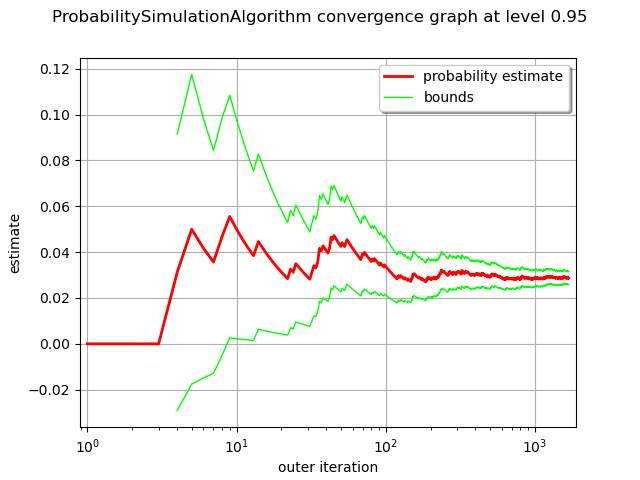 ProbabilitySimulationAlgorithm convergence graph at level 0.95
probability estimate
bounds
0.12
0.10
0.08
0.06
0.04
0.02
0.00
−0.02
estimate
10⁰ 10¹ 10² 10³
outer iteration